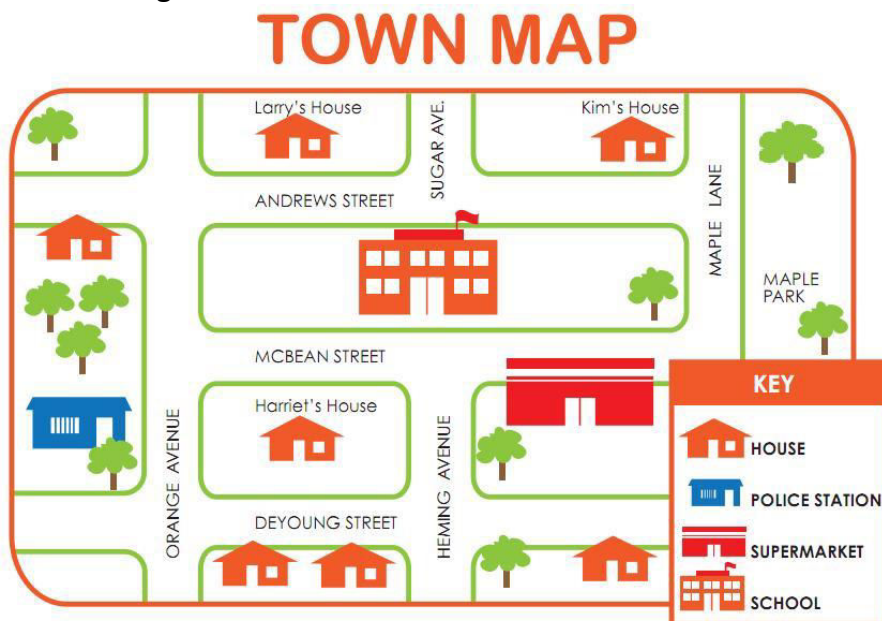 TOWN MAP
Larry's House
SUGAR AVE.
Kim's House
ANDREWS STREET
MAPLE LANE
MAPLE
PARK
MCBEAN STREET
Harriet's House
ORANGE AVENUE
HEMING AVENUE
DEYOUNG STREET
KEY
HOUSE
POLICE STATION
SUPERMARKET
SCHOOL